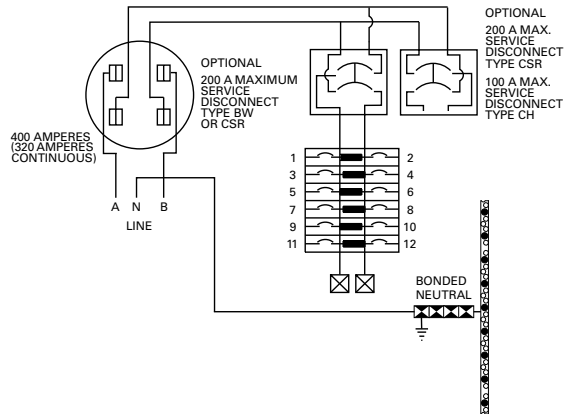 OPTIONAL
200 A MAX.
SERVICE
DISCONNECT
TYPE CSR
100 A MAX.
SERVICE
DISCONNECT
TYPE CH
OPTIONAL
200 A MAXIMUM
SERVICE
DISCONNECT
TYPE BW
OR CSR
400 AMPERES
(320 AMPERES
CONTINUOUS)
A N B
LINE
1 2
3 4
5 6
7 8
9 10
11 12
BONDED
NEUTRAL